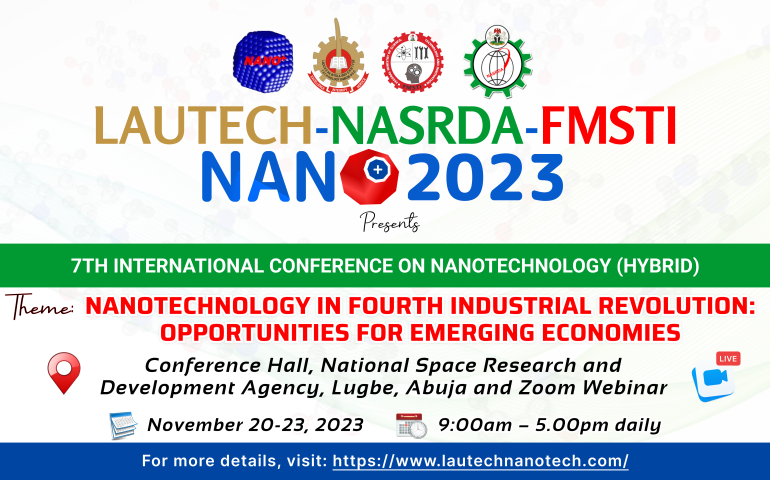 NANO+
LAUTECH-NASRDA-FMSTI
NANO 2023
Presents
7TH INTERNATIONAL CONFERENCE ON NANOTECHNOLOGY (HYBRID)
Theme: NANOTECHNOLOGY IN FOURTH INDUSTRIAL REVOLUTION:
OPPORTUNITIES FOR EMERGING ECONOMIES
Conference Hall, National Space Research and
Development Agency, Lugbe, Abuja and Zoom Webinar
LIVE
November 20-23, 2023
9:00am – 5.00pm daily
For more details, visit: https://www.lautechnanotech.com/